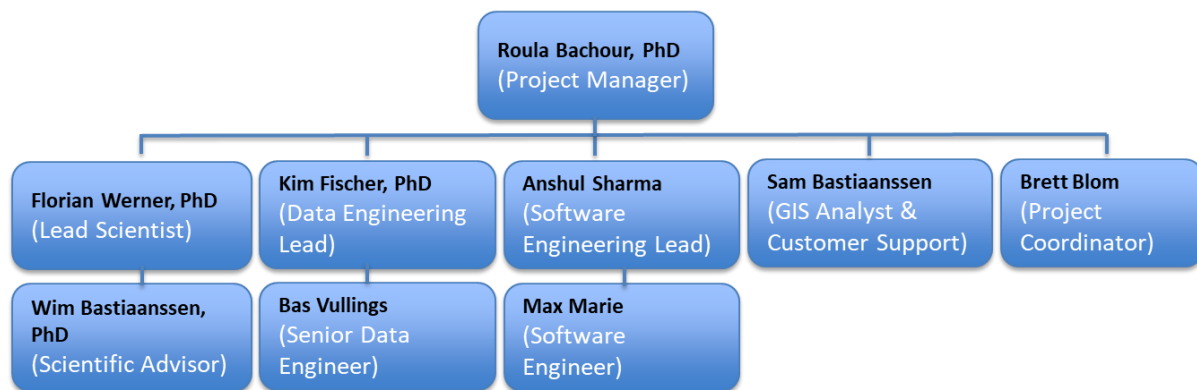 Roula Bachour, PhD
(Project Manager)
Florian Werner, PhD
(Lead Scientist)
Kim Fischer, PhD
(Data Engineering
Lead)
Anshul Sharma
(Software
Engineering Lead)
Sam Bastiaanssen
(GIS Analyst &
Customer Support)
Brett Blom
(Project
Coordinator)
Wim Bastiaanssen,
PhD
(Scientific Advisor)
Bas Vullings
(Senior Data
Engineer)
Max Marie
(Software
Engineer)